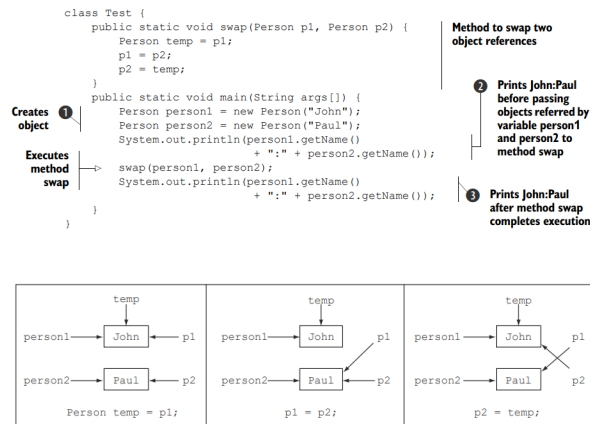 class Test {
public static void swap(Person p1, Person p2) {
Person temp = p1;
p1 = p2;
p2 = temp;
}
Method to swap two
object references
public static void main(String args[]) {
Creates
object
1
Person person1 = new Person("John");
Person person2 = new Person("Paul");
System.out.println(person1.getName()
+ ":" + person2.getName());
2 Prints John:Paul
before passing
objects referred by
variable person1
and person2 to
method swap
Executes
method
swap
swap(person1, person2);
System.out.println(person1.getName()
+ ":" + person2.getName());
3 Prints John:Paul
after method swap
completes execution
}
}
temp
person1 John p1
person2 Paul p2
Person temp = p1;
temp
person1 John p1
person2 Paul p2
p1 = p2;
temp
person1 John p1
person2 Paul p2
p2 = temp;